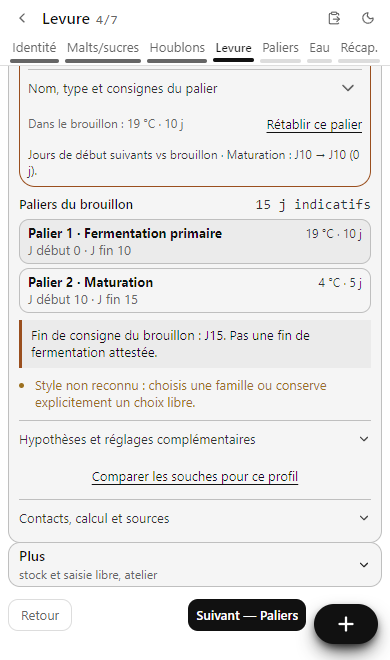 Levure 4/7
Identité Malts/sucres Houblons Levure Paliers Eau Récap.
Nom, type et consignes du palier
Dans le brouillon : 19 °C · 10 j Rétablir ce palier
Jours de début suivants vs brouillon · Maturation : J10 → J10 (0
j).
Paliers du brouillon 15 j indicatifs
Palier 1 · Fermentation primaire 19 °C · 10 j
J début 0 · J fin 10
Palier 2 · Maturation 4 °C · 5 j
J début 10 · J fin 15
Fin de consigne du brouillon : J15. Pas une fin de
fermentation attestée.
Style non reconnu : choisis une famille ou conserve
explicitement un choix libre.
Hypothèses et réglages complémentaires
Comparer les souches pour ce profil
Contacts, calcul et sources
Plus
stock et saisie libre, atelier
Retour Suivant — Paliers